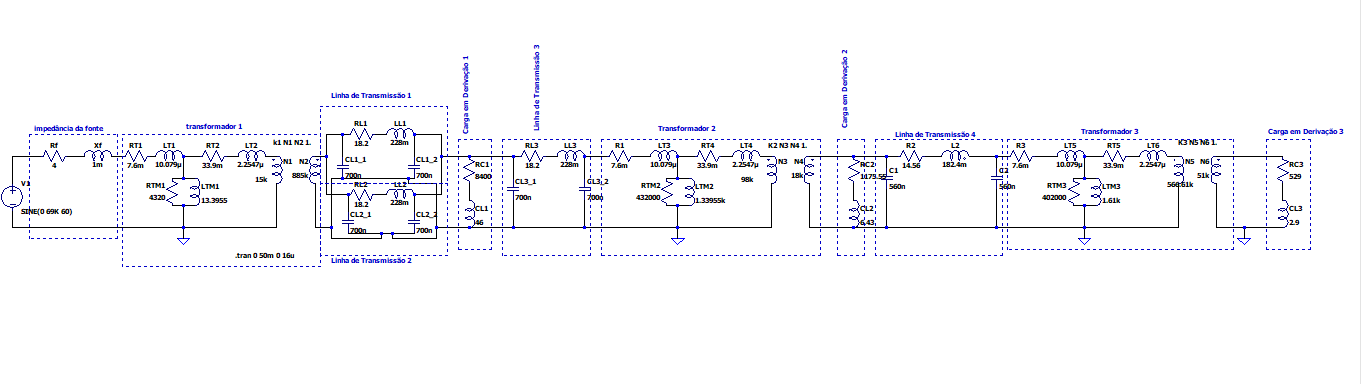 impedância da fonte
Rf
4
Xf
1m
V1
SINE(0 69K 60)
transformador 1
RT1
7.6m
LT1
10.079µ
RT2
33.9m
LT2
2.2547µ
k1 N1 N2 1.
N1
15k
N2
885k
RTM1
4320
LTM1
13.3955
.tran 0 50m 0 16u
Linha de Transmissão 1
RL1
18.2
LL1
228m
CL1_1
700n
CL1_2
700n
RL2
18.2
LL2
228m
CL2_1
700n
CL2_2
700n
Linha de Transmissão 2
Carga em Derivação 1
RC1
8400
CL1
46
Linha de Transmissão 3
RL3
18.2
LL3
228m
CL3_1
700n
CL3_2
700n
Transformador 2
R1
7.6m
LT3
10.079µ
RT4
33.9m
LT4
2.2547µ
K2 N3 N4 1.
N3
98k
N4
18k
RTM2
432000
LTM2
1.33955k
Carga em Derivação 2
RC2
CL2
6.43
Linha de Transmissão 4
C1
560n
R2
14.56
L2
182.4m
C2
560n
Transformador 3
R3
7.6m
LT5
10.079µ
RT5
33.9m
LT6
2.2547µ
K3 N5 N6 1.
N5
N6
51k
RTM3
402000
LTM3
1.61k
Carga em Derivação 3
RC3
529
CL3
2.9